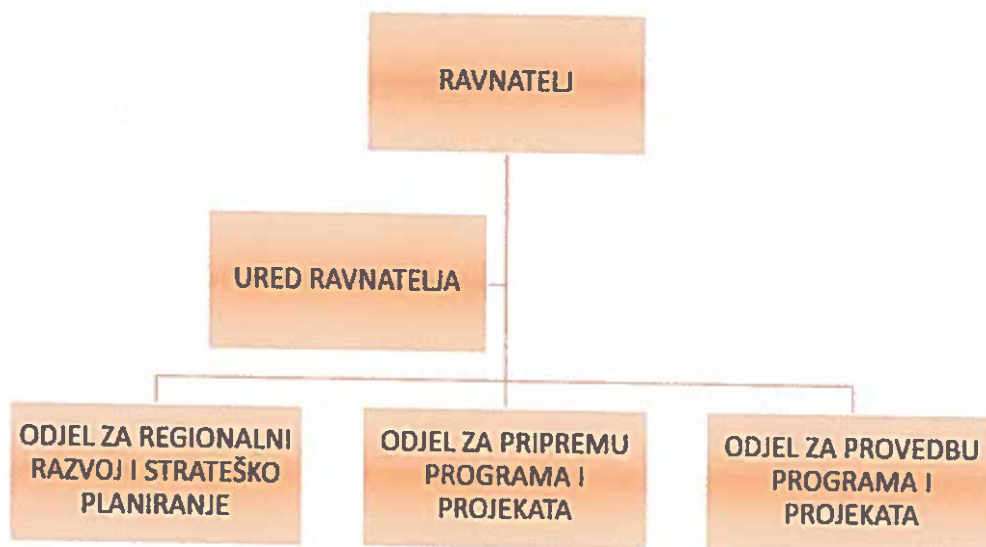 RAVNATELJ
URED RAVNATELJA
ODJEL ZA REGIONALNI
RAZVOJ I STRATEŠKO
PLANIRANJE
ODJEL ZA PRIPREMU
PROGRAMA I
PROJEKATA
ODJEL ZA PROVEDBU
PROGRAMA I
PROJEKATA